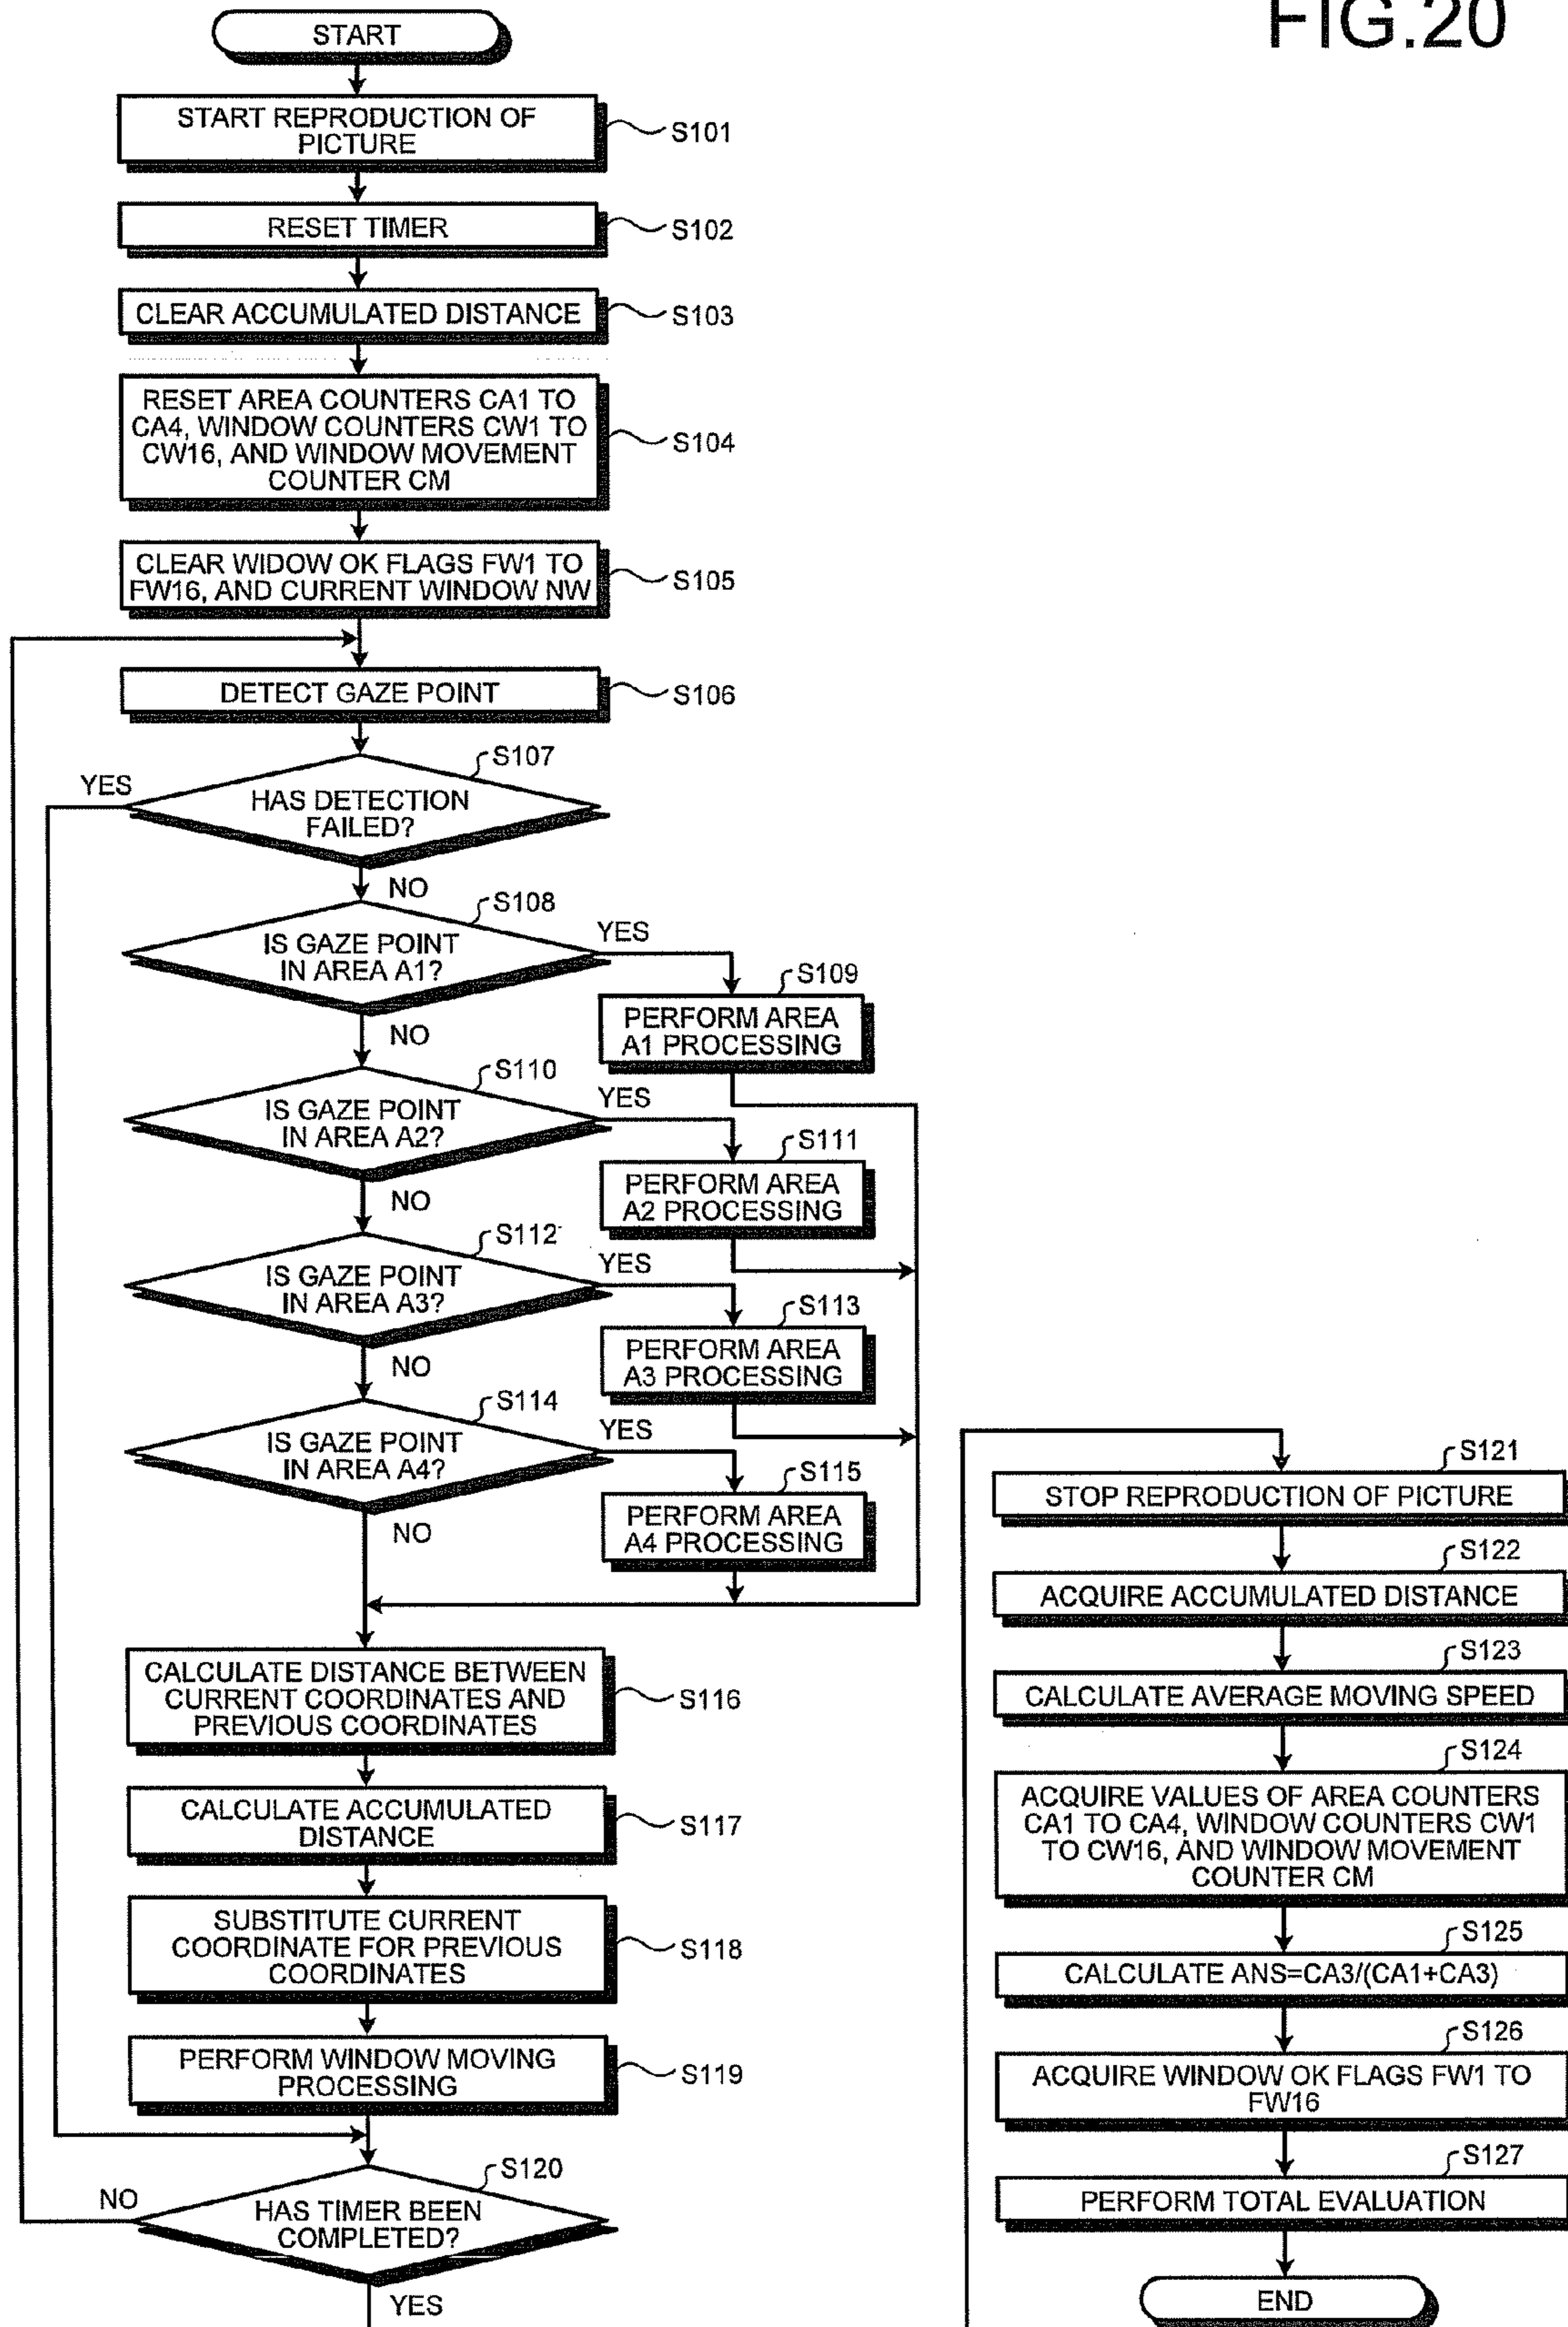 FIG.20
START
START REPRODUCTION OF
PICTURE
S101
RESET TIMER
S102
CLEAR ACCUMULATED DISTANCE
S103
RESET AREA COUNTERS CA1 TO
CA4, WINDOW COUNTERS CW1 TO
CW16, AND WINDOW MOVEMENT
COUNTER CM
S104
CLEAR WIDOW OK FLAGS FW1 TO
FW16, AND CURRENT WINDOW NW
S105
DETECT GAZE POINT
S106
S107
YES
HAS DETECTION
FAILED?
NO
S108
YES
IS GAZE POINT
IN AREA A1?
NO
S109
PERFORM AREA
A1 PROCESSING
S110
YES
IS GAZE POINT
IN AREA A2?
NO
S111
PERFORM AREA
A2 PROCESSING
S112
YES
IS GAZE POINT
IN AREA A3?
NO
S113
PERFORM AREA
A3 PROCESSING
S114
YES
IS GAZE POINT
IN AREA A4?
NO
S115
PERFORM AREA
A4 PROCESSING
CALCULATE DISTANCE BETWEEN
CURRENT COORDINATES AND
PREVIOUS COORDINATES
S116
CALCULATE ACCUMULATED
DISTANCE
S117
SUBSTITUTE CURRENT
COORDINATE FOR PREVIOUS
COORDINATES
S118
PERFORM WINDOW MOVING
PROCESSING
S119
S120
NO
HAS TIMER BEEN
COMPLETED?
YES
S121
STOP REPRODUCTION OF PICTURE
S122
ACQUIRE ACCUMULATED DISTANCE
S123
CALCULATE AVERAGE MOVING SPEED
S124
ACQUIRE VALUES OF AREA COUNTERS
CA1 TO CA4, WINDOW COUNTERS CW1
TO CW16, AND WINDOW MOVEMENT
COUNTER CM
S125
CALCULATE ANS=CA3/(CA1+CA3)
S126
ACQUIRE WINDOW OK FLAGS FW1 TO
FW16
S127
PERFORM TOTAL EVALUATION
END